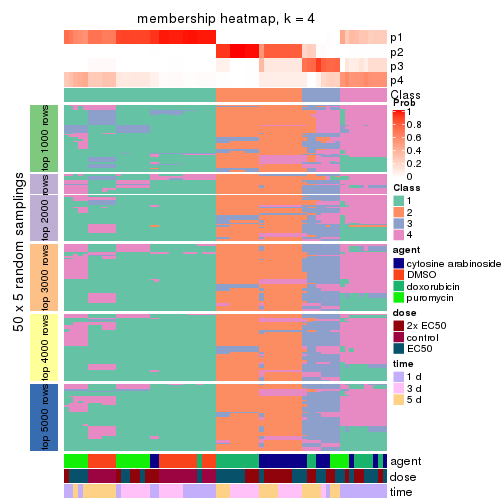 membership heatmap, k = 4
p1
p2
p3
p4
Class
50 x 5 random samplings
top 1000 rows
top 2000 rows
top 3000 rows
top 4000 rows
top 5000 rows
agent
dose
time
Prob
1
0.8
0.6
0.4
0.2
0
Class
1
2
3
4
agent
cytosine arabinoside
DMSO
doxorubicin
puromycin
dose
2x EC50
control
EC50
time
1 d
3 d
5 d